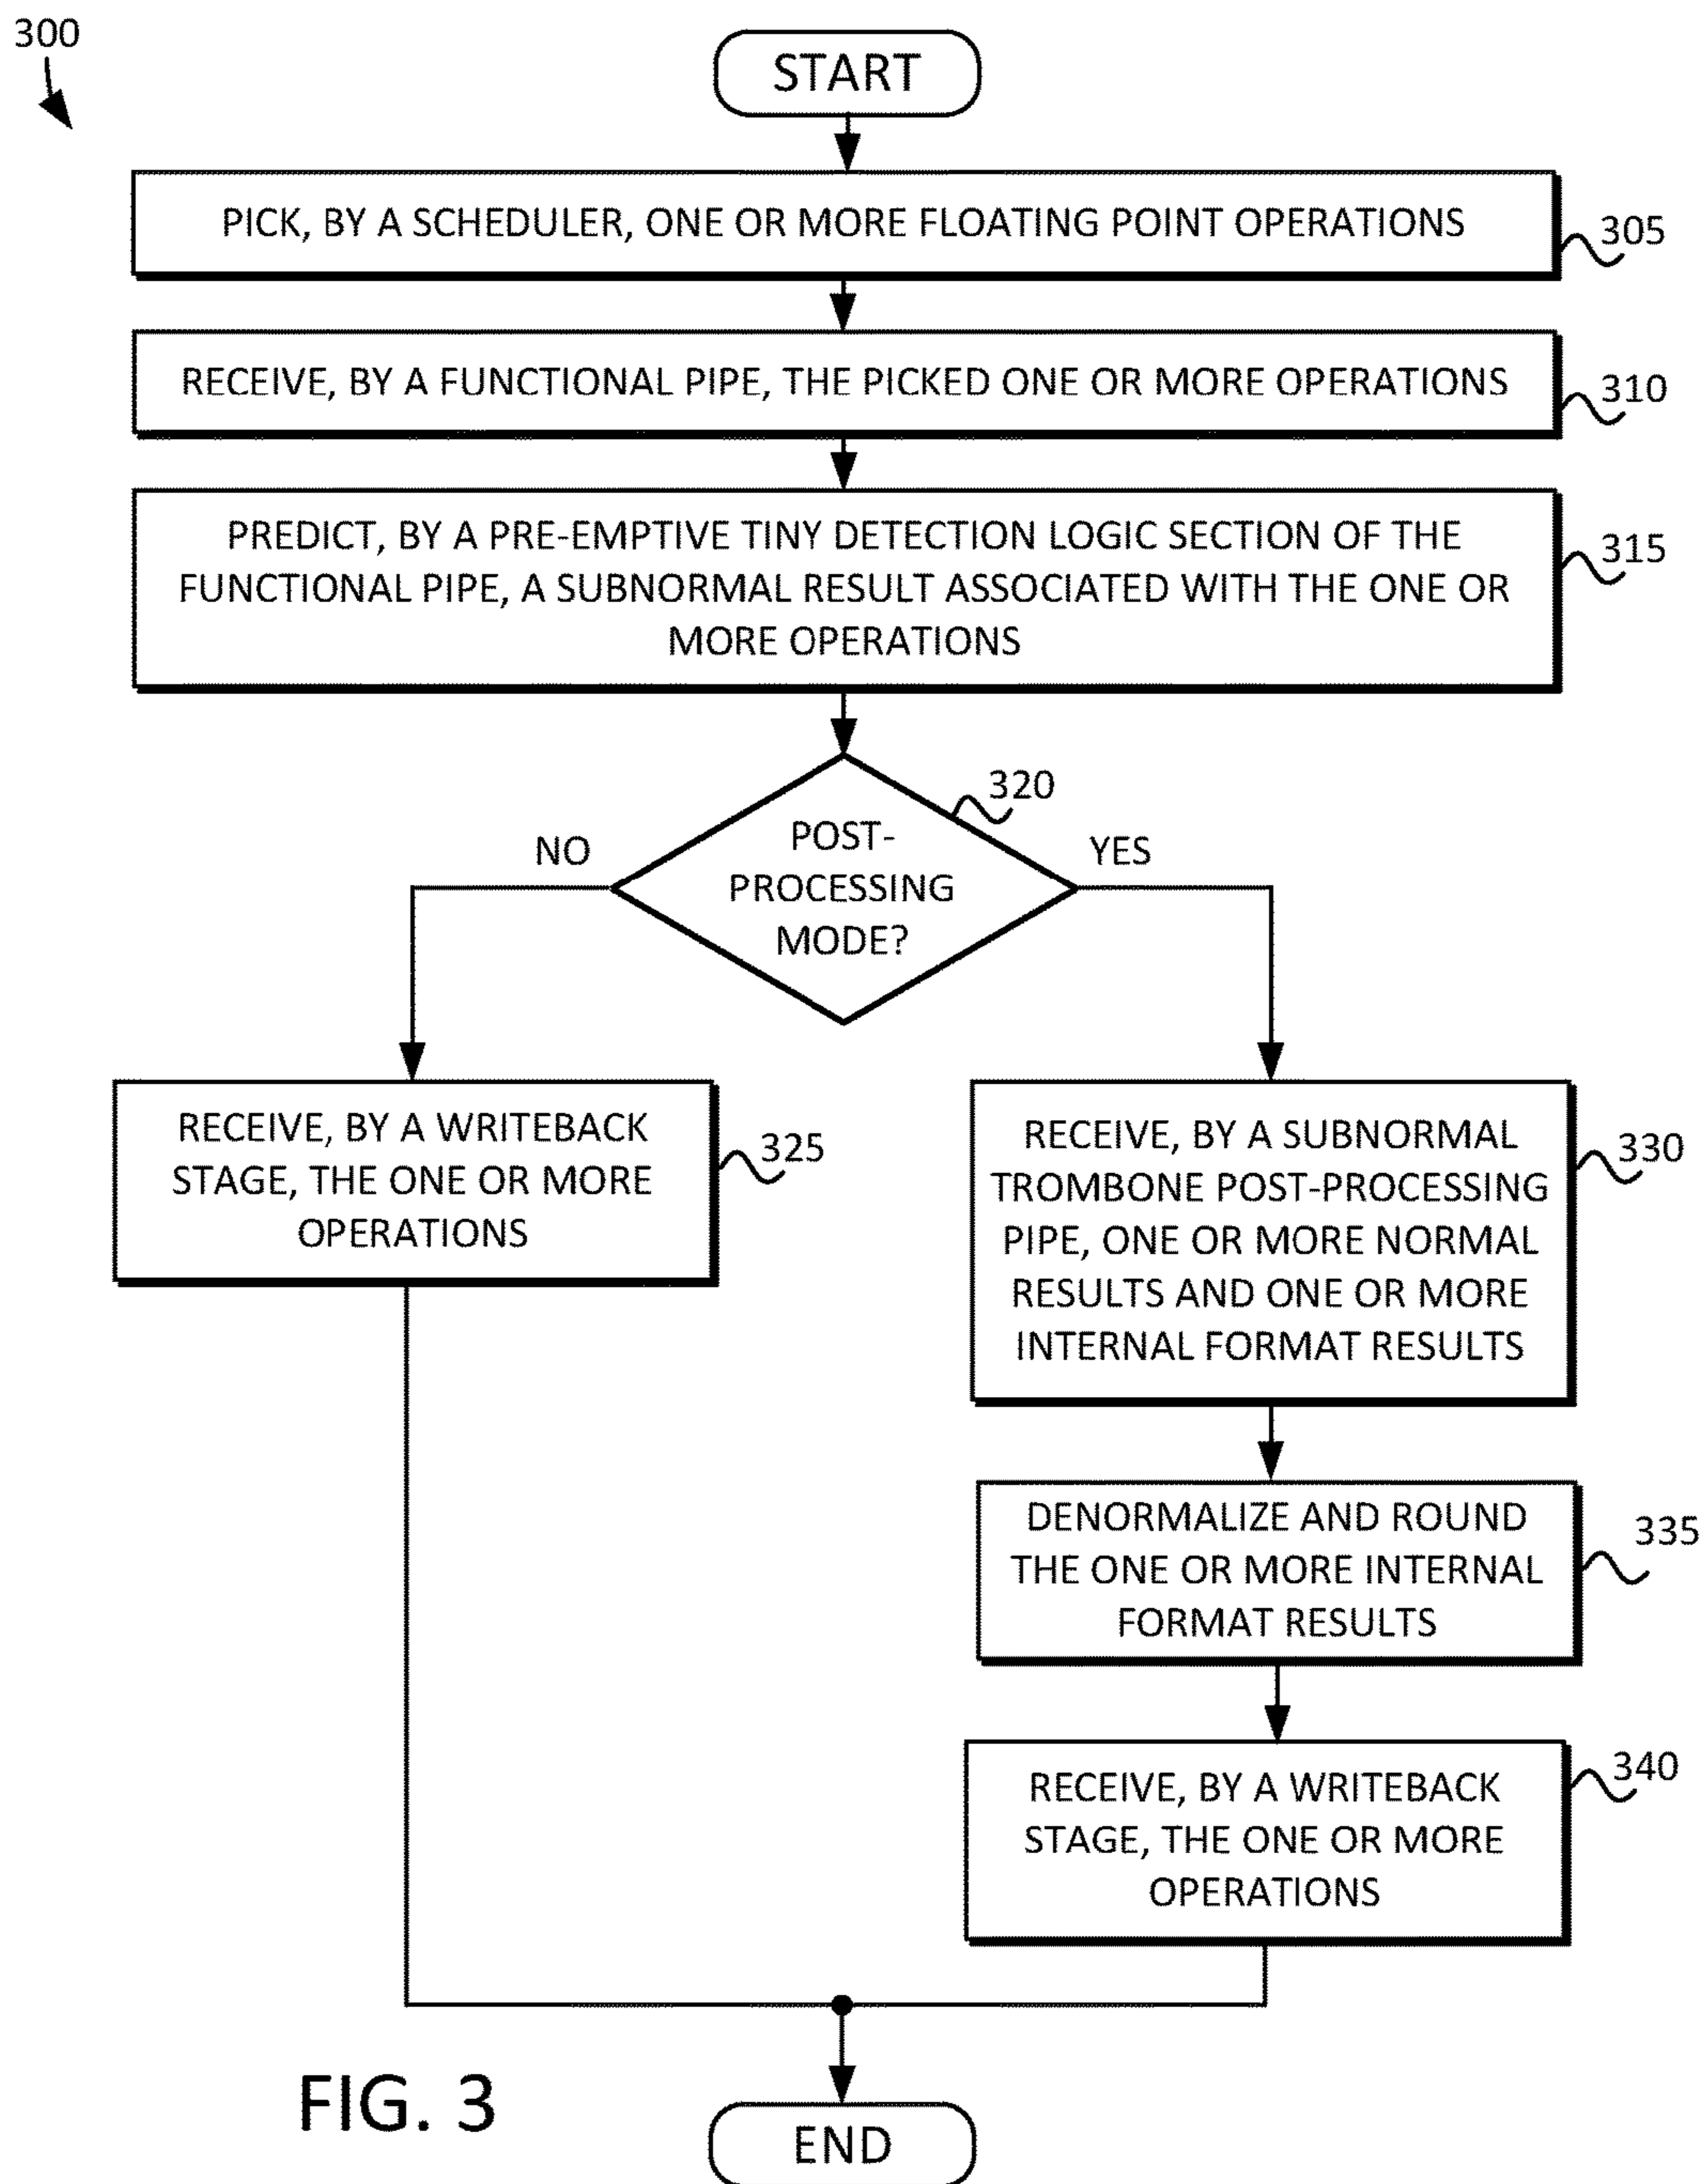 300
START
PICK, BY A SCHEDULER, ONE OR MORE FLOATING POINT OPERATIONS
305
RECEIVE, BY A FUNCTIONAL PIPE, THE PICKED ONE OR MORE OPERATIONS
310
PREDICT, BY A PRE-EMPTIVE TINY DETECTION LOGIC SECTION OF THE
FUNCTIONAL PIPE, A SUBNORMAL RESULT ASSOCIATED WITH THE ONE OR
MORE OPERATIONS
315
320
POST-
PROCESSING
MODE?
NO
YES
RECEIVE, BY A WRITEBACK
STAGE, THE ONE OR MORE
OPERATIONS
325
RECEIVE, BY A SUBNORMAL
TROMBONE POST-PROCESSING
PIPE, ONE OR MORE NORMAL
RESULTS AND ONE OR MORE
INTERNAL FORMAT RESULTS
330
DENORMALIZE AND ROUND
THE ONE OR MORE INTERNAL
FORMAT RESULTS
335
RECEIVE, BY A WRITEBACK
STAGE, THE ONE OR MORE
OPERATIONS
340
FIG. 3
END